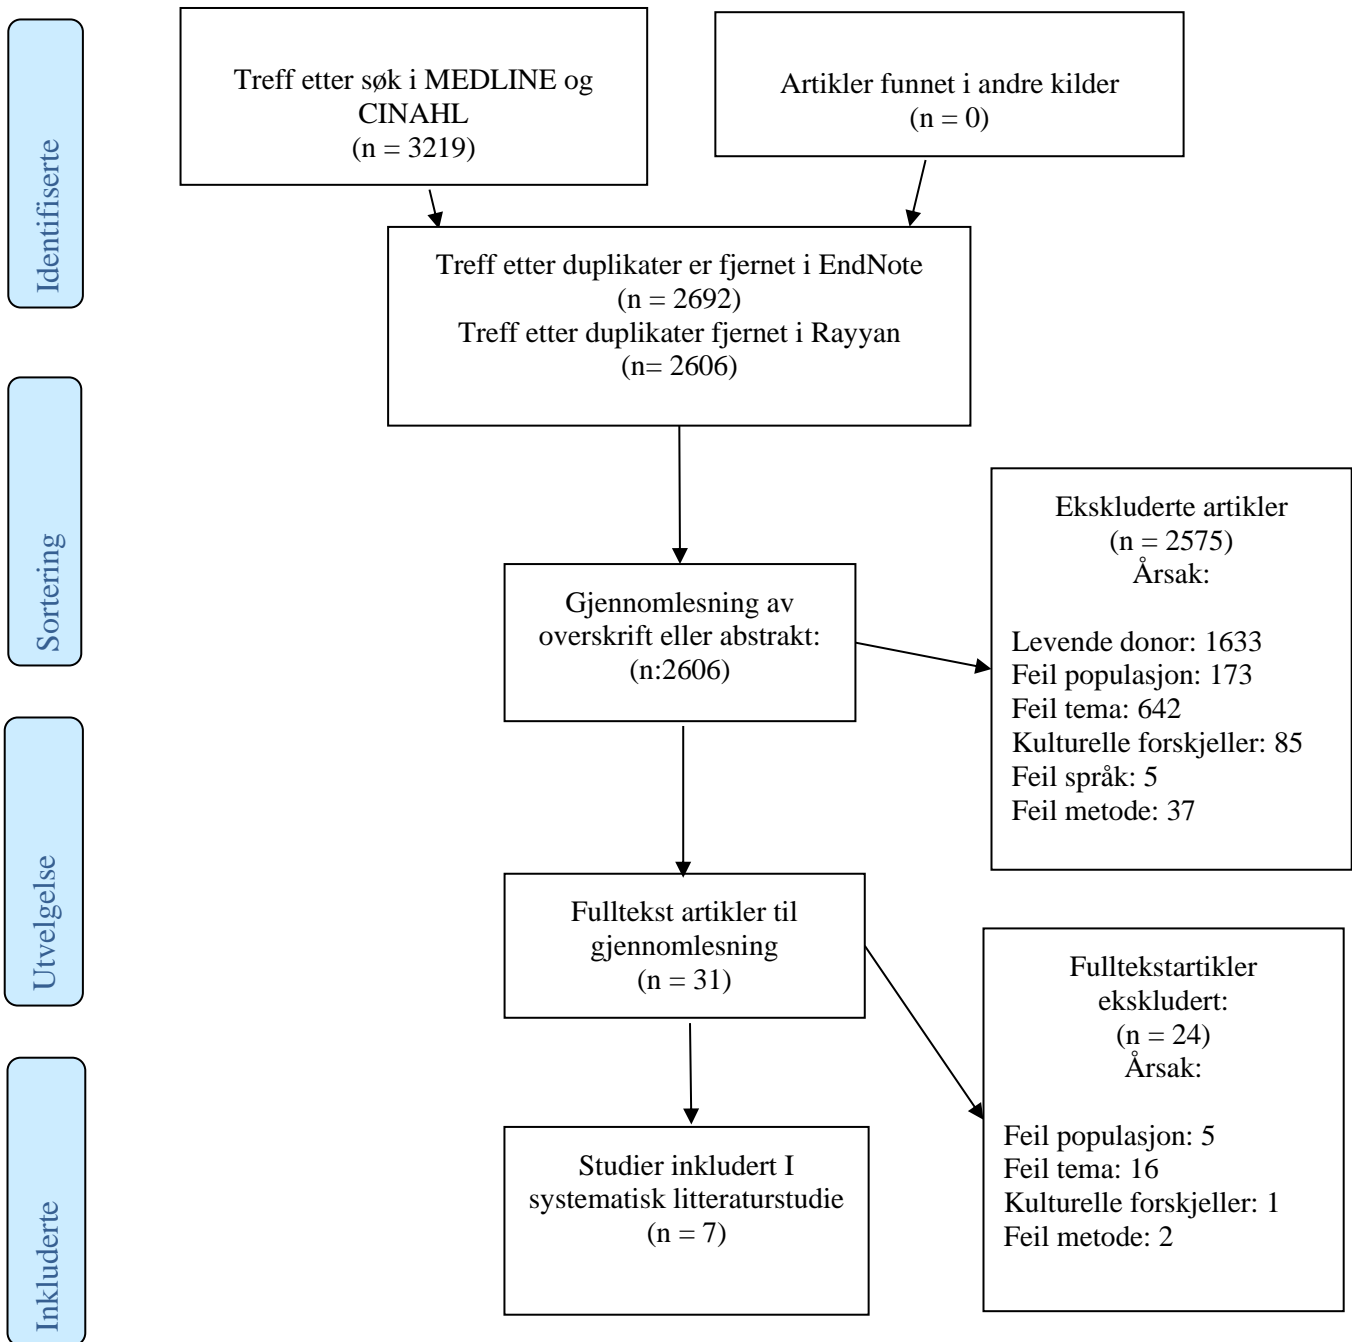 Identifiserte
Treff etter søk i MEDLINE og
CINAHL
(n = 3219)
Artikler funnet i andre kilder
(n = 0)
Treff etter duplikater er fjernet i EndNote
(n = 2692)
Treff etter duplikater fjernet i Rayyan
(n= 2606)
Sortering
Gjennomlesning av
overskrift eller abstrakt:
(n:2606)
Ekskluderte artikler
(n = 2575)
Årsak:
Levende donor: 1633
Feil populasjon: 173
Feil tema: 642
Kulturelle forskjeller: 85
Feil språk: 5
Feil metode: 37
Utvelgelse
Fulltekst artikler til
gjennomlesning
(n = 31)
Fulltekstartikler
ekskludert:
(n = 24)
Årsak:
Feil populasjon: 5
Feil tema: 16
Kulturelle forskjeller: 1
Feil metode: 2
Inkluderte
Studier inkludert I
systematisk litteraturstudie
(n = 7)